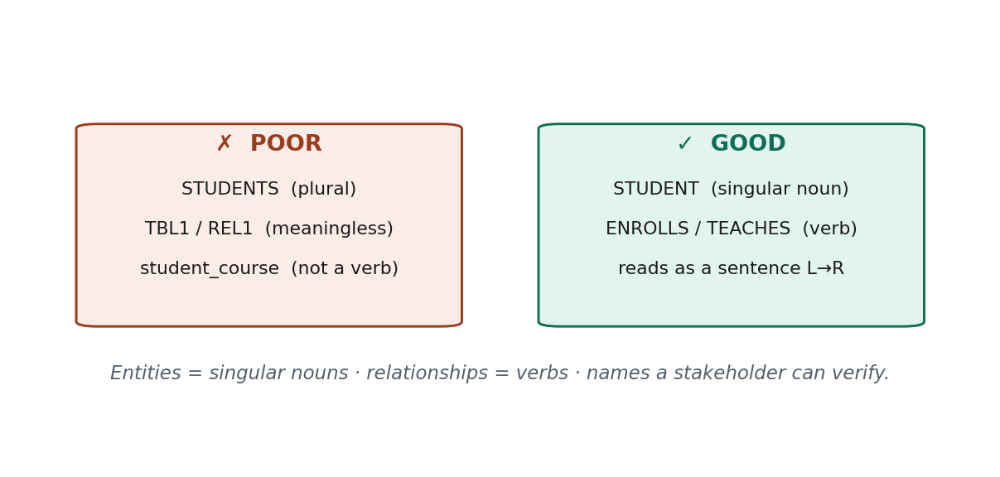 ✗ POOR
STUDENTS (plural)
TBL1 / REL1 (meaningless)
student_course (not a verb)
✓ GOOD
STUDENT (singular noun)
ENROLLS / TEACHES (verb)
reads as a sentence L→R
Entities = singular nouns · relationships = verbs · names a stakeholder can verify.